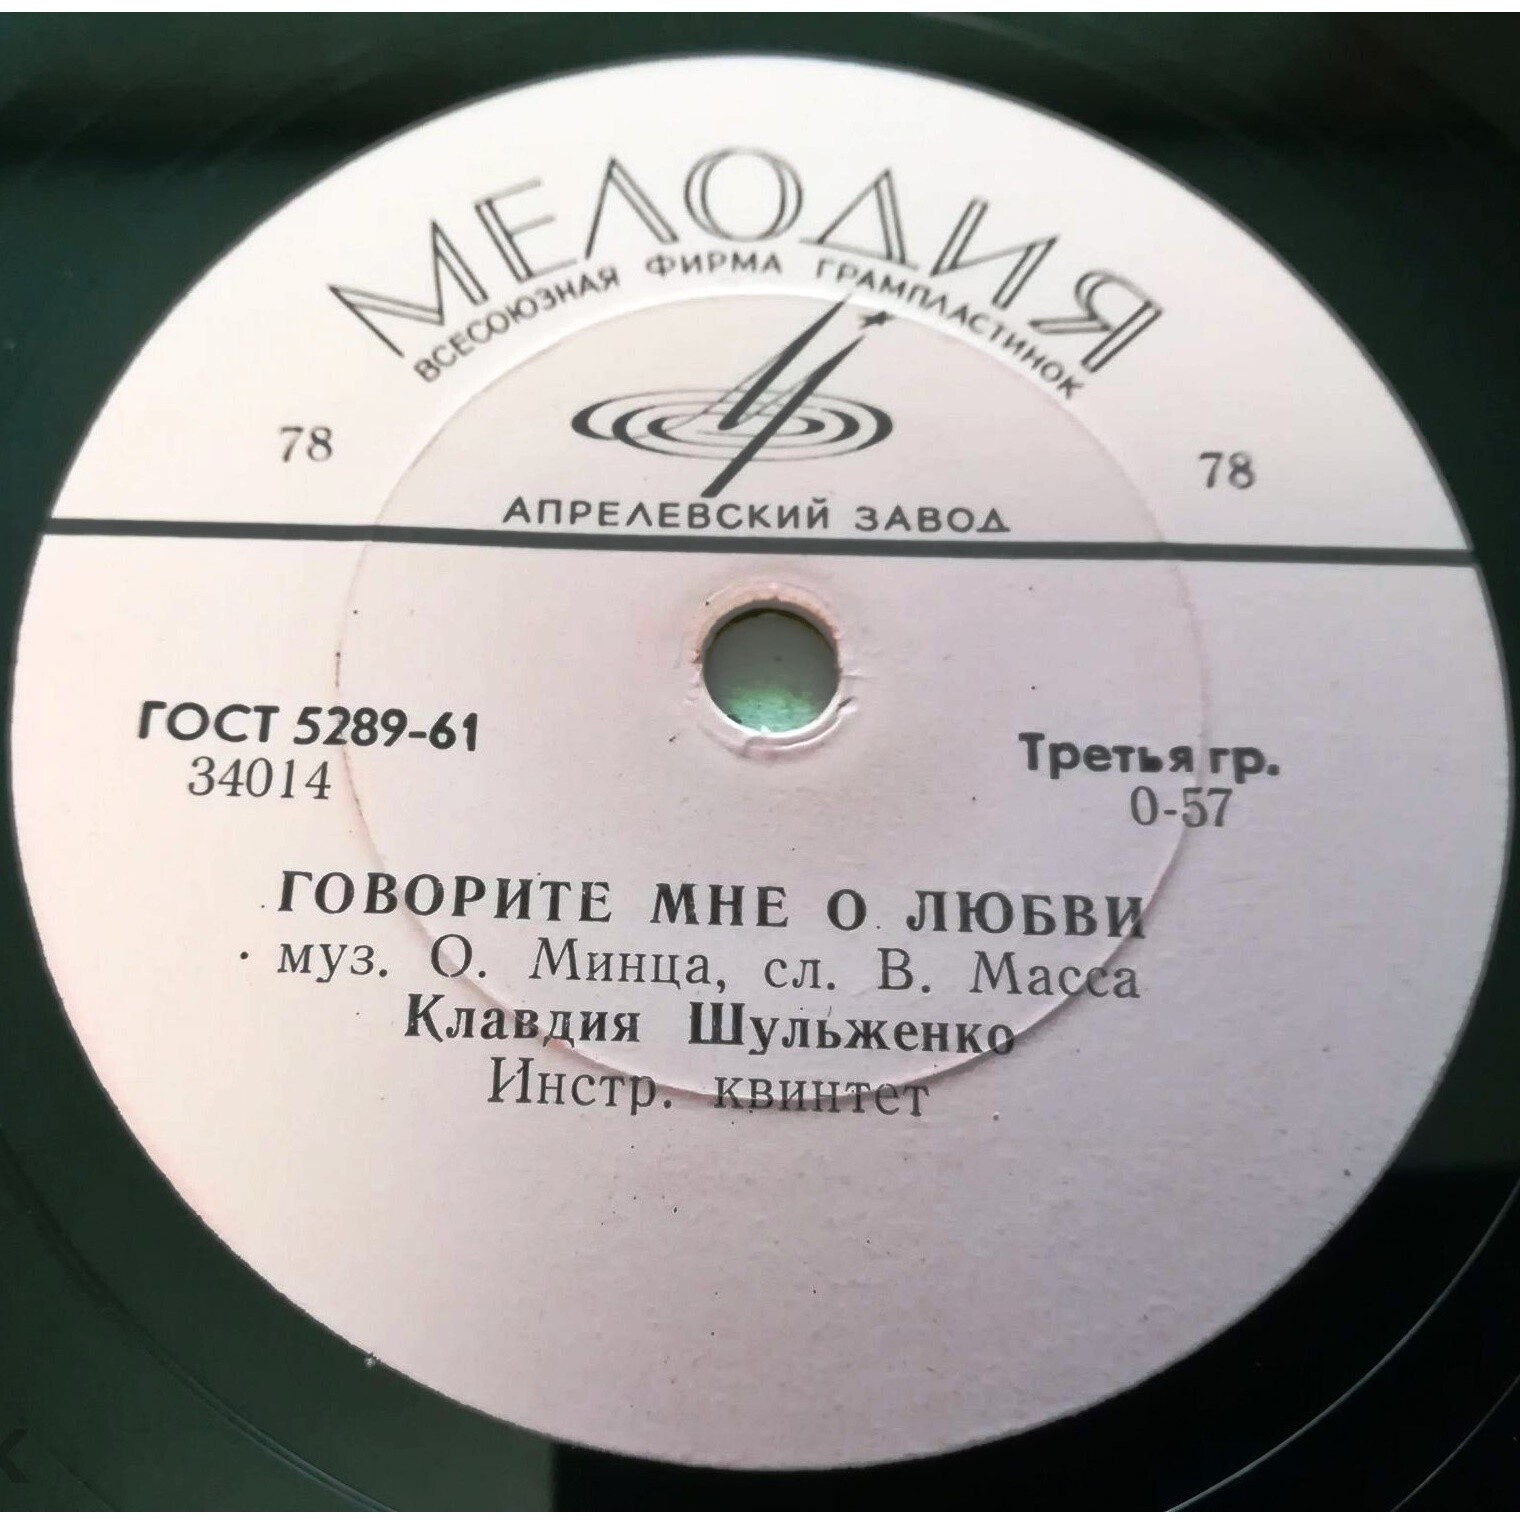 МЕЛОДИЯ
ВСЕСОЮЗНАЯ ФИРМА ГРАМПЛАСТИНОК
78
78
АПРЕЛЕВСКИЙ ЗАВОД
ГОСТ 5289-61
Третья гр.
34014
0-57
ГОВОРИТЕ МНЕ О ЛЮБВИ
муз. О. Минца, сл. В. Масса
Клавдия Шульженко
Инстр. квинтет